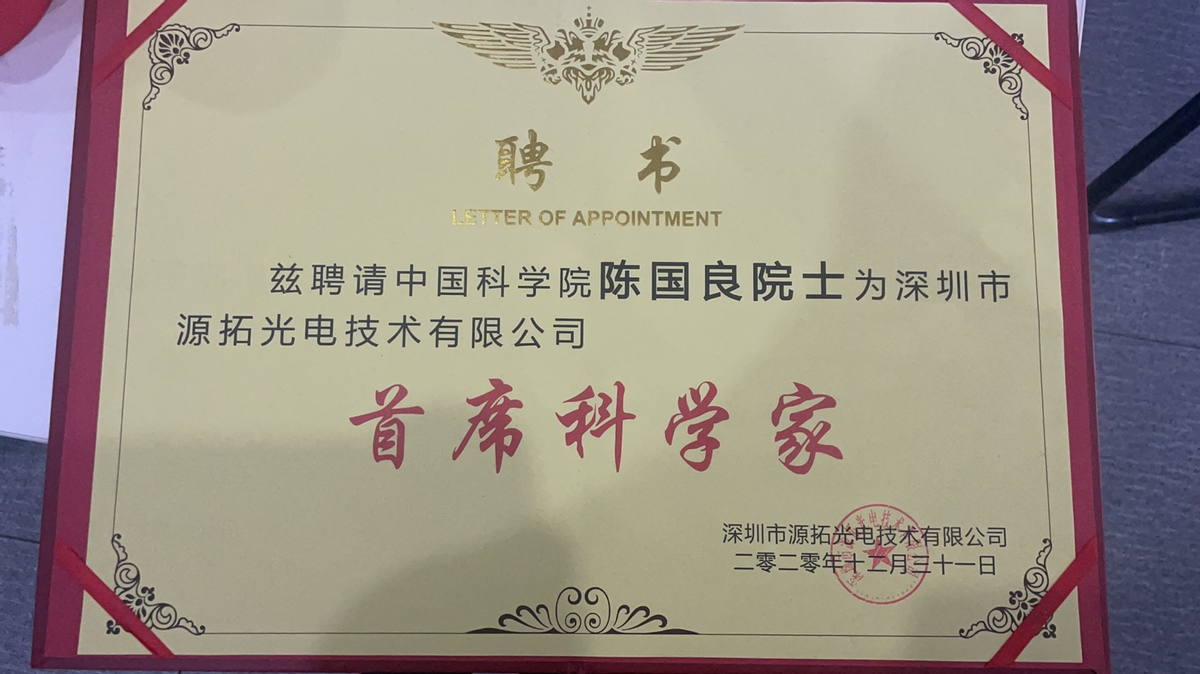 聘书
LETTER OF APPOINTMENT
兹聘请中国科学院陈国良院士为深圳市
源拓光电技术有限公司
首席科学家
深圳市源拓光电技术有限公司
二零二零年十二月三十一日